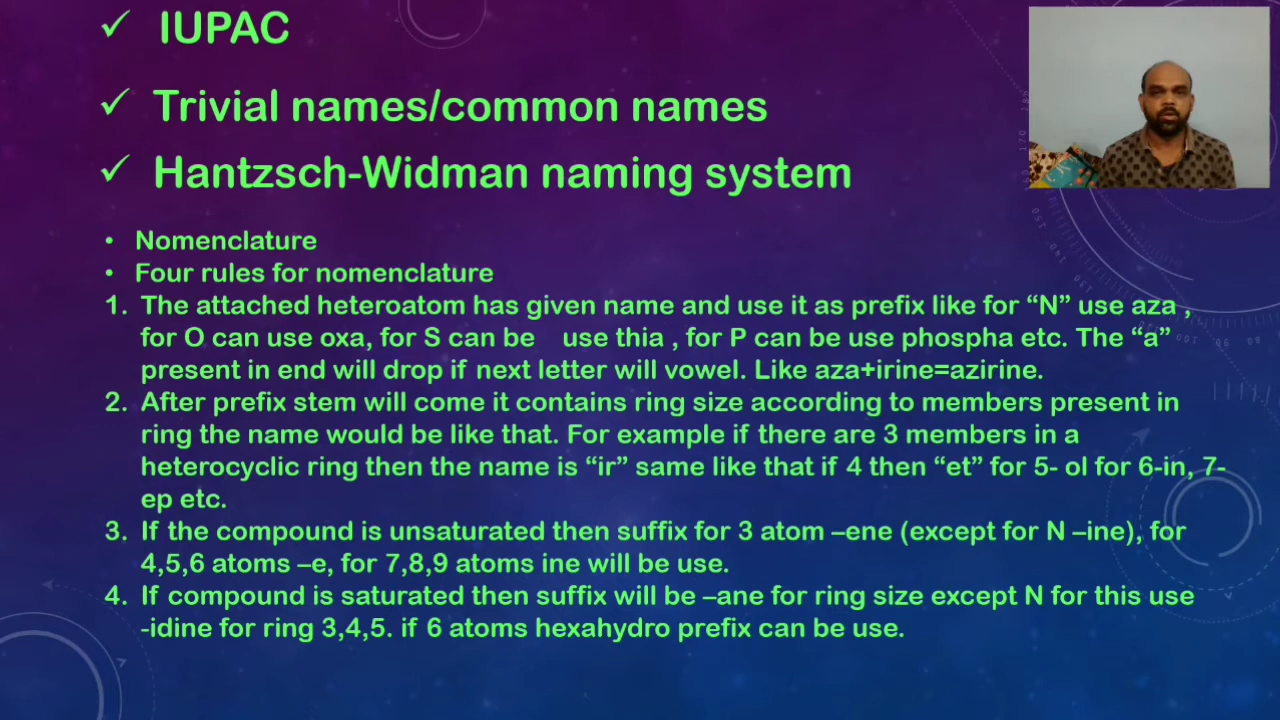 ✓ IUPAC
✓ Trivial names/common names
✓ Hantzsch-Widman naming system
• Nomenclature
• Four rules for nomenclature
1. The attached heteroatom has given name and use it as prefix like for “N” use aza ,
for O can use oxa, for S can be use thia , for P can be use phospha etc. The “a”
present in end will drop if next letter will vowel. Like aza+irine=azirine.
2. After prefix stem will come it contains ring size according to members present in
ring the name would be like that. For example if there are 3 members in a
heterocyclic ring then the name is “ir” same like that if 4 then “et” for 5- ol for 6-in, 7-
ep etc.
3. If the compound is unsaturated then suffix for 3 atom –ene (except for N –ine), for
4,5,6 atoms –e, for 7,8,9 atoms ine will be use.
4. If compound is saturated then suffix will be –ane for ring size except N for this use
-idine for ring 3,4,5. if 6 atoms hexahydro prefix can be use.